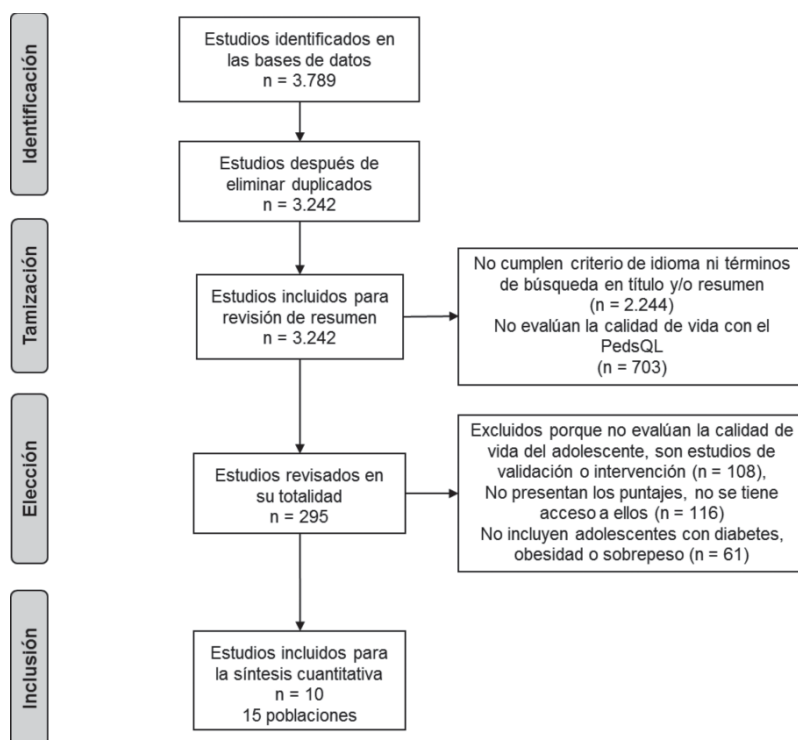 Identificación
Estudios identificados en
las bases de datos
n = 3.789
Estudios después de
eliminar duplicados
n = 3.242
Tamización
Estudios incluidos para
revisión de resumen
n = 3.242
No cumplen criterio de idioma ni términos
de búsqueda en título y/o resumen
(n = 2.244)
No evalúan la calidad de vida con el
PedsQL
(n = 703)
Elección
Estudios revisados en
su totalidad
n = 295
Excluidos porque no evalúan la calidad de
vida del adolescente, son estudios de
validación o intervención (n = 108),
No presentan los puntajes, no se tiene
acceso a ellos (n = 116)
No incluyen adolescentes con diabetes,
obesidad o sobrepeso (n = 61)
Inclusión
Estudios incluidos para
la síntesis cuantitativa
n = 10
15 poblaciones